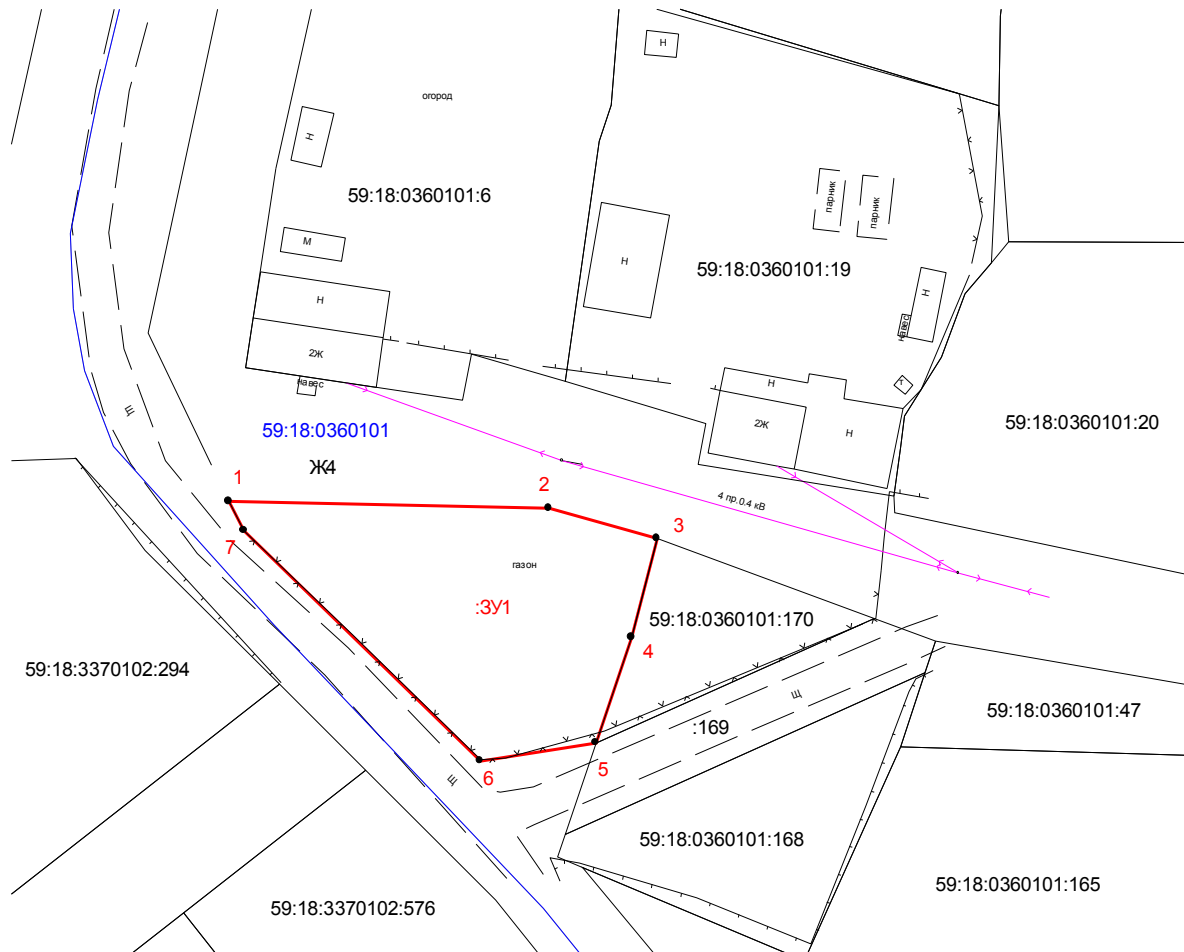 Н
огород
Н
59:18:0360101:6
парник
парник
М
Н
59:18:0360101:19
Н
Н
навес
2Ж
Н
навес
К
2Ж
Н
59:18:0360101
59:18:0360101:20
Щ
Ж4
1
2
4 пр.0.4 кВ
3
7
газон
:ЗУ1
59:18:0360101:170
4
59:18:3370102:294
Щ
59:18:0360101:47
:169
5
6
Щ
59:18:0360101:168
59:18:0360101:165
59:18:3370102:576